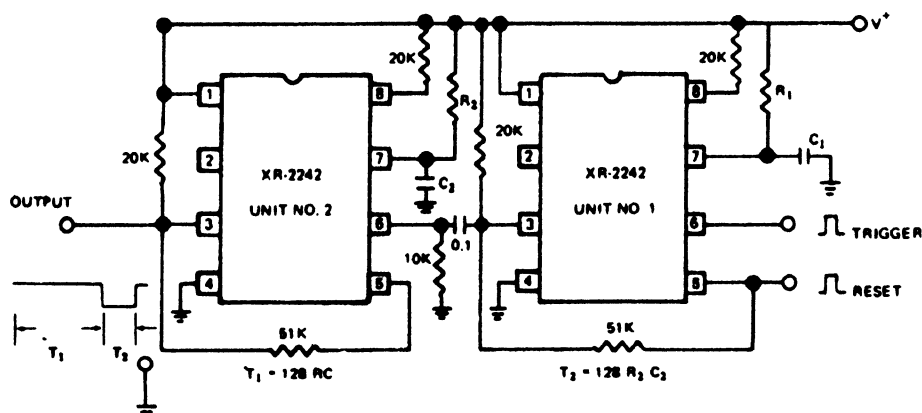 V+
20K
20K
1
8
R2
1
8
R1
20K
2
7
20K
2
7
C1
XR-2242
XR-2242
C2
OUTPUT
UNIT NO. 2
UNIT NO 1
3
6
0.1
3
6
TRIGGER
10K
4
5
4
8
RESET
51K
51K
T1
T2
T1 = 128 RC
T2 = 128 R2 C2